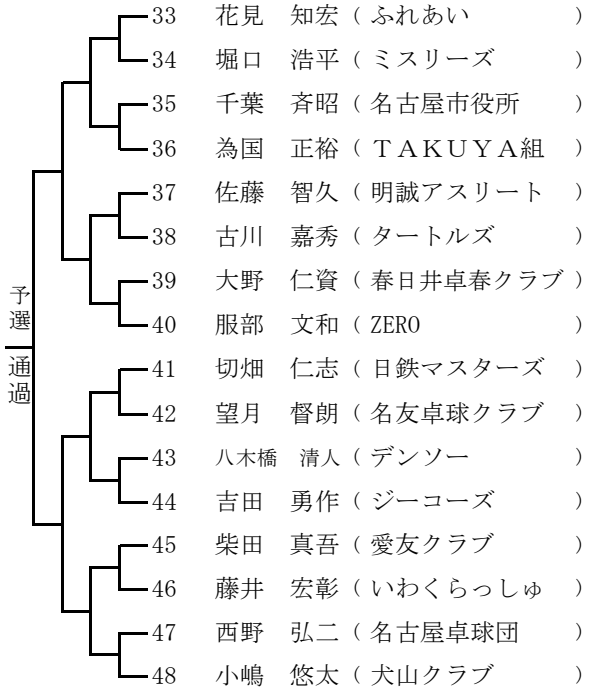 33 花見 知宏 ( ふれあい )
34 堀口 浩平 ( ミスリーズ )
35 千葉 斉昭 ( 名古屋市役所 )
36 為国 正裕 ( ＴＡＫＵＹＡ組 )
37 佐藤 智久 ( 明誠アスリート )
38 古川 嘉秀 ( タートルズ )
39 大野 仁資 ( 春日井卓春クラブ )
40 服部 文和 ( ZERO )
予選通過
41 切畑 仁志 ( 日鉄マスターズ )
42 望月 督朗 ( 名友卓球クラブ )
43 八木橋 清人 ( デンソー )
44 吉田 勇作 ( ジーコーズ )
45 柴田 真吾 ( 愛友クラブ )
46 藤井 宏彰 ( いわくらっしゅ )
47 西野 弘二 ( 名古屋卓球団 )
48 小嶋 悠太 ( 犬山クラブ )